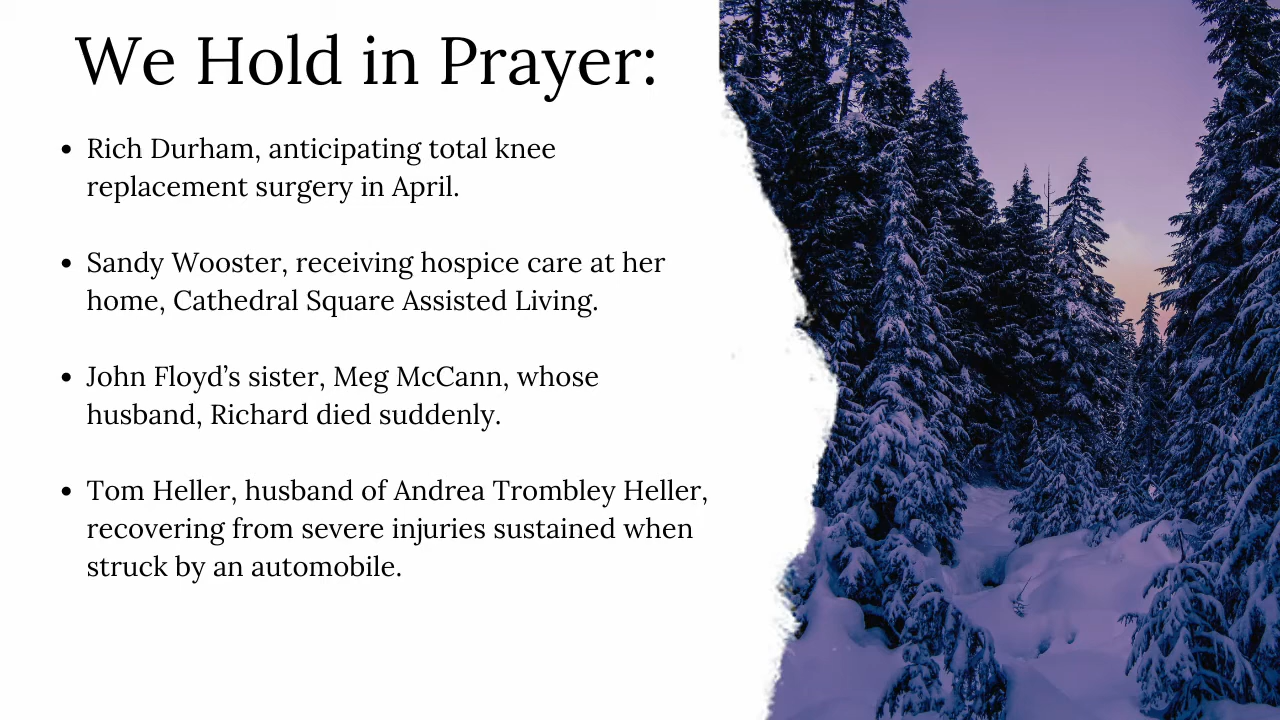 We Hold in Prayer:
• Rich Durham, anticipating total knee
replacement surgery in April.
• Sandy Wooster, receiving hospice care at her
home, Cathedral Square Assisted Living.
• John Floyd’s sister, Meg McCann, whose
husband, Richard died suddenly.
• Tom Heller, husband of Andrea Trombley Heller,
recovering from severe injuries sustained when
struck by an automobile.